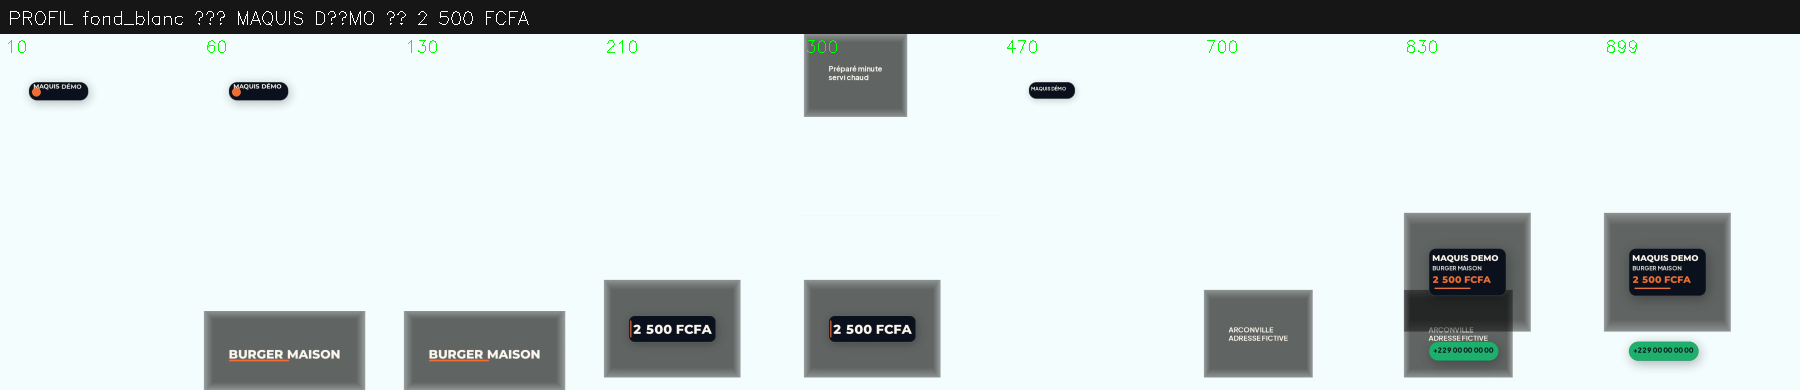 PROFIL fond_blanc ??? MAQUIS D??MO ?? 2 500 FCFA
10
60
130
210
300
470
700
830
899
MAQUIS DÉMO
MAQUIS DÉMO
Préparé minute
servi chaud
MAQUIS DÉMO
BURGER MAISON
BURGER MAISON
2 500 FCFA
2 500 FCFA
ARCONVILLE
ADRESSE FICTIVE
MAQUIS DEMO
BURGER MAISON
2 500 FCFA
ARCONVILLE
ADRESSE FICTIVE
+229 00 00 00 00
MAQUIS DEMO
BURGER MAISON
2 500 FCFA
+229 00 00 00 00